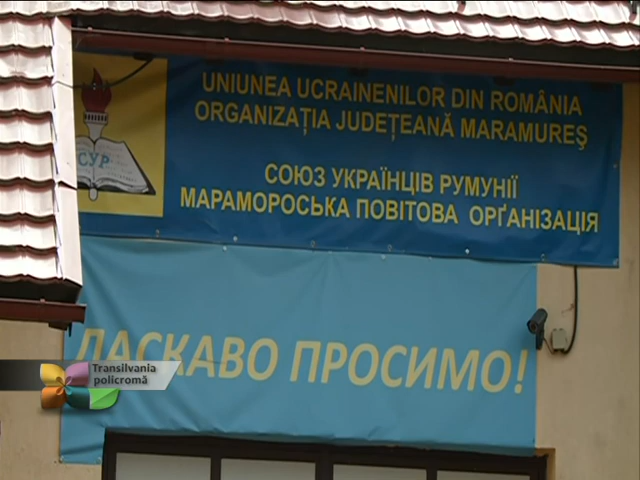 UNIUNEA UCRAINENILOR DIN ROMÂNIA
ORGANIZAȚIA JUDEȚEANĂ MARAMUREȘ
СОЮЗ УКРАЇНЦІВ РУМУНІЇ
МАРАМОРОСЬКА ПОВІТОВА ОРҐАНІЗАЦІЯ
СУР
ЛАСКАВО ПРОСИМО!
Transilvania
policromă